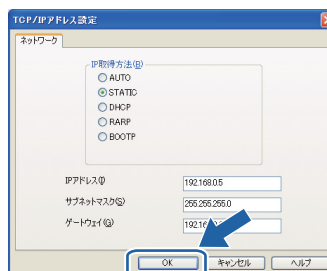 TCP/IPアドレス設定
ネットワーク
IP取得方法(B)
AUTO
STATIC
DHCP
RARP
BOOTP
IPアドレス(I) 192.168.0.5
サブネットマスク(S) 255.255.255.0
ゲートウェイ(G)
OK キャンセル ヘルプ